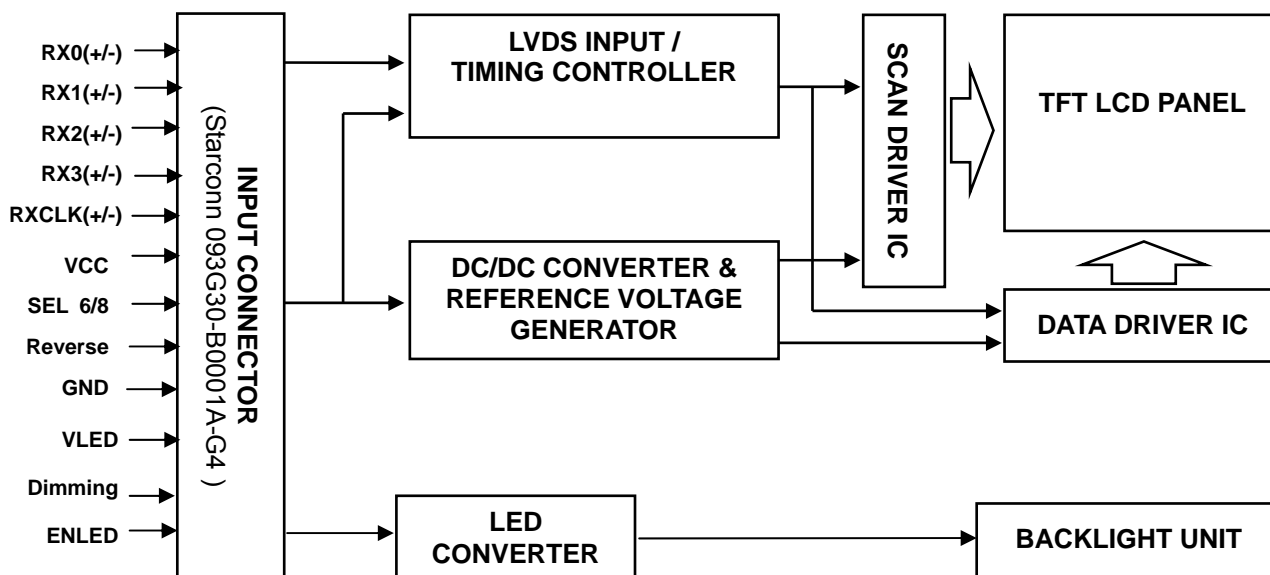 RX0(+/-)
RX1(+/-)
RX2(+/-)
RX3(+/-)
RXCLK(+/-)
VCC
SEL 6/8
Reverse
GND
VLED
Dimming
ENLED
INPUT CONNECTOR
(Starconn 093G30-B0001A-G4 )
LVDS INPUT /
TIMING CONTROLLER
DC/DC CONVERTER &
REFERENCE VOLTAGE
GENERATOR
LED
CONVERTER
SCAN DRIVER IC
TFT LCD PANEL
DATA DRIVER IC
BACKLIGHT UNIT